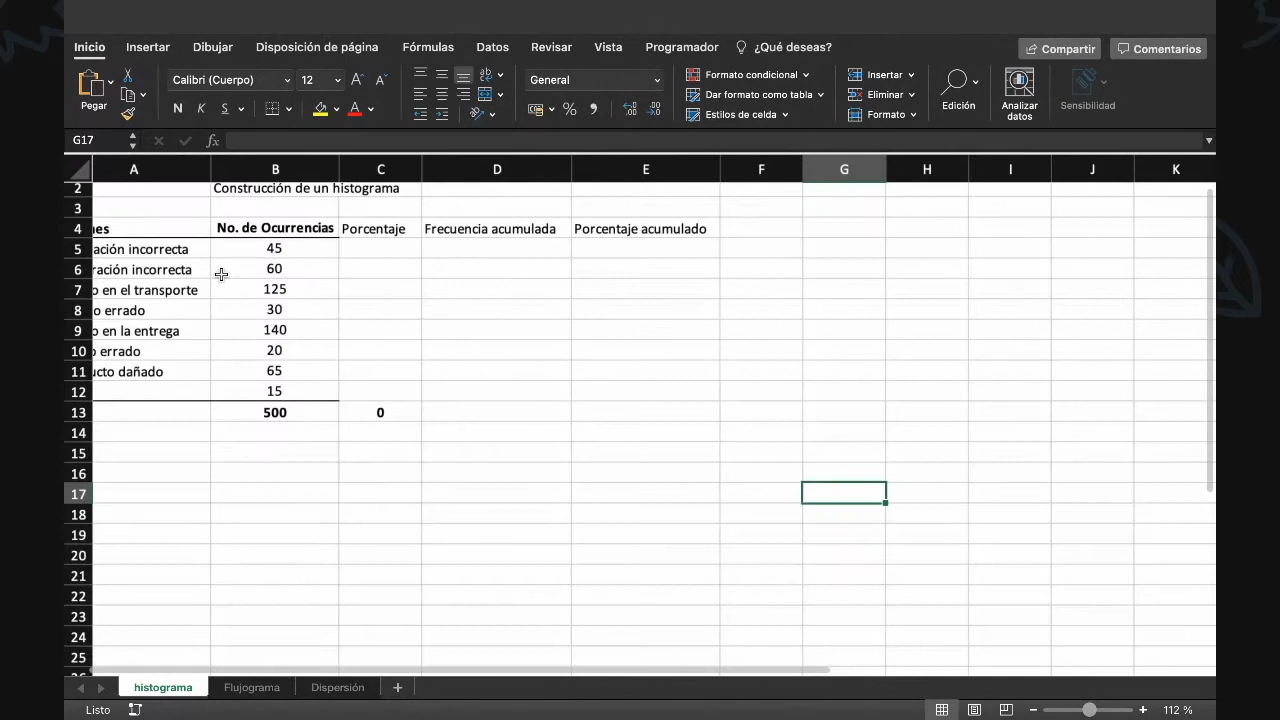 Inicio Insertar Dibujar Disposición de página Fórmulas Datos Revisar Vista Programador ¿Qué deseas? Compartir Comentarios
Pegar Calibri (Cuerpo) 12 General Formato condicional Insertar
N K S Dar formato como tabla Eliminar Edición Analizar datos Sensibilidad
Estilos de celda Formato
G17 fx
A B C D E F G H I J K
2 Construcción de un histograma
3
4 nes No. de Ocurrencias Porcentaje Frecuencia acumulada Porcentaje acumulado
5 ación incorrecta 45
6 ración incorrecta 60
7 o en el transporte 125
8 o errado 30
9 o en la entrega 140
10 o errado 20
11 ucto dañado 65
12 15
13 500 0
14
15
16
17
18
19
20
21
22
23
24
25
histograma Flujograma Dispersión +
Listo 112 %